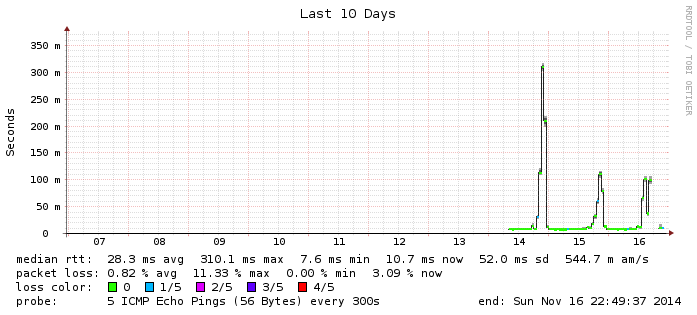 Last 10 Days
RRDTOOL / TOBI OETIKER
Seconds
350 m
300 m
250 m
200 m
150 m
100 m
50 m
0
07 08 09 10 11 12 13 14 15 16
median rtt: 28.3 ms avg 310.1 ms max 7.6 ms min 10.7 ms now 52.0 ms sd 544.7 m am/s
packet loss: 0.82 % avg 11.33 % max 0.00 % min 3.09 % now
loss color: 0 1/5 2/5 3/5 4/5
probe: 5 ICMP Echo Pings (56 Bytes) every 300s end: Sun Nov 16 22:49:37 2014